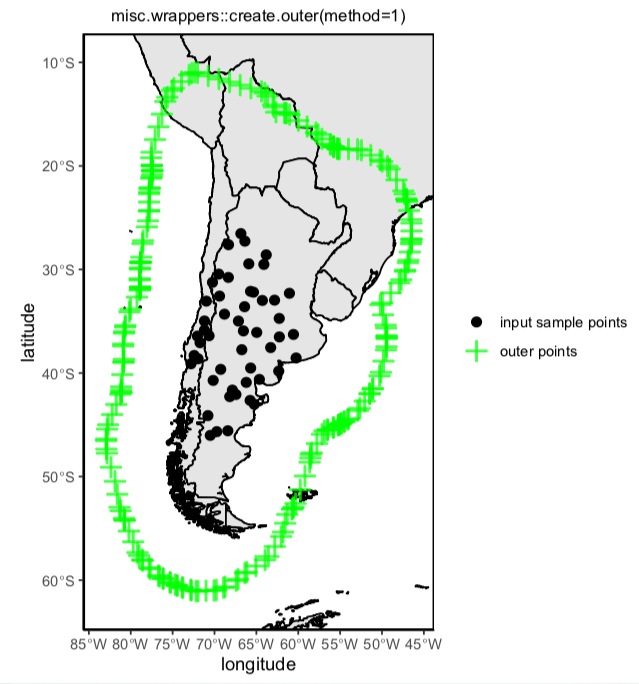 misc.wrappers::create.outer(method=1)
10°S
20°S
30°S
40°S
50°S
60°S
latitude
85°W 80°W 75°W 70°W 65°W 60°W 55°W 50°W 45°W
longitude
input sample points
outer points